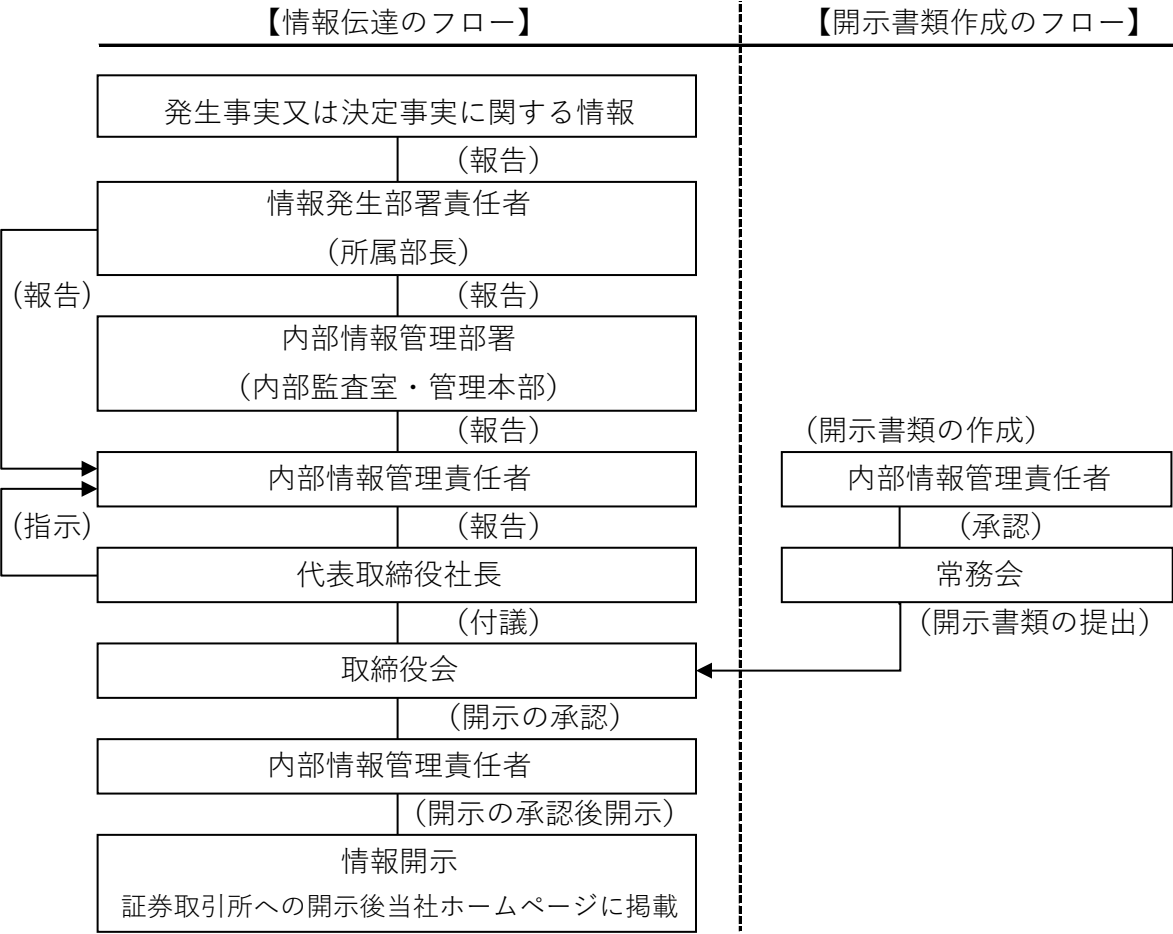 【情報伝達のフロー】
発生事実又は決定事実に関する情報
(報告)
情報発生部署責任者
(所属部長)
(報告)
(報告)
内部情報管理部署
(内部監査室・管理本部)
(報告)
内部情報管理責任者
(指示)
(報告)
代表取締役社長
(付議)
取締役会
(開示の承認)
内部情報管理責任者
(開示の承認後開示)
情報開示
証券取引所への開示後当社ホームページに掲載
【開示書類作成のフロー】
(開示書類の作成)
内部情報管理責任者
(承認)
常務会
(開示書類の提出)